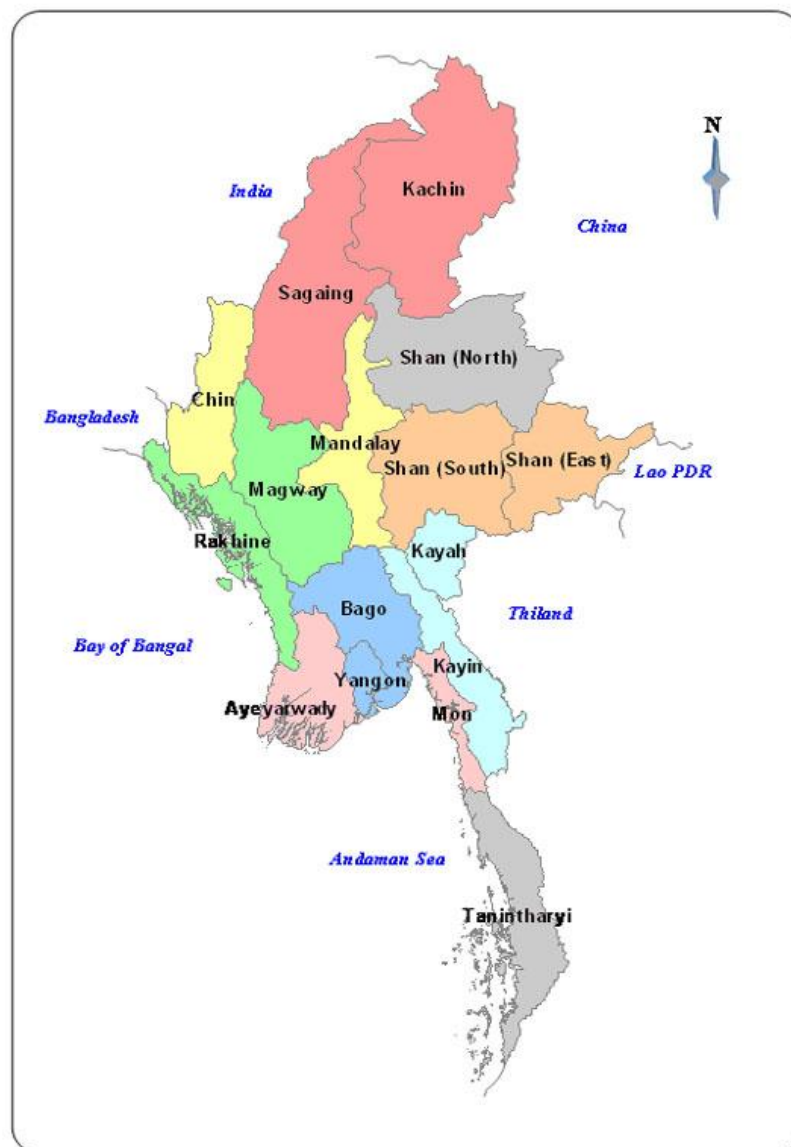 N
Kachin
India
China
Sagaing
Shan (North)
Chin
Bangladesh
Mandalay
Shan (South)
Shan (East)
Lao PDR
Magway
Rakhine
Kayah
Bago
Thiland
Bay of Bangal
Kayin
Yangon
Ayeyarwady
Mon
Andaman Sea
Tanintharyi